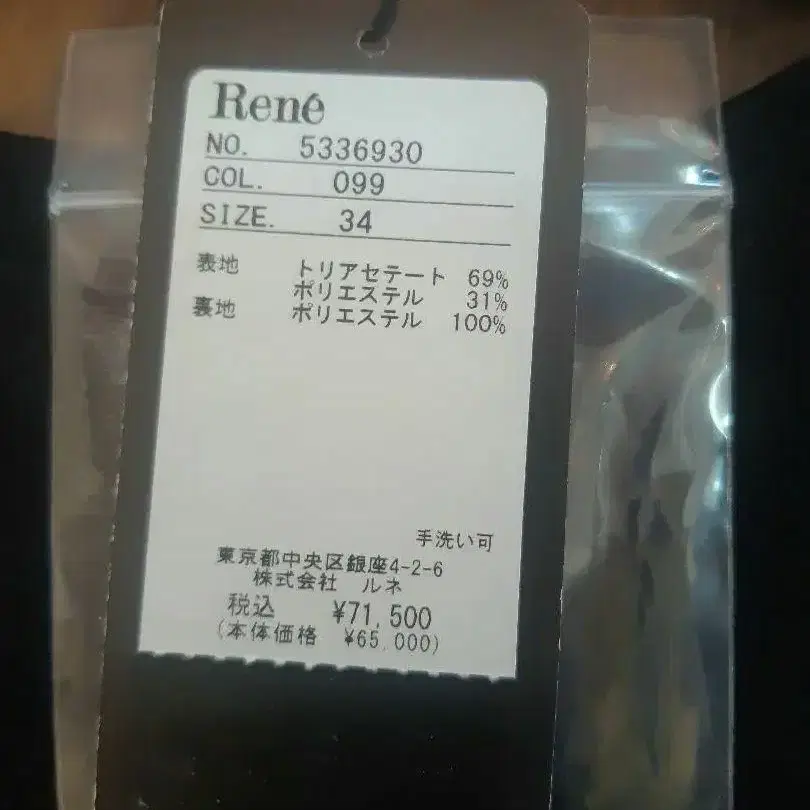 René
NO. 5336930
COL. 099
SIZE. 34
表地 トリアセテート 69%
ポリエステル 31%
裏地 ポリエステル 100%
手洗い可
東京都中央区銀座4-2-6
株式会社 ルネ
税込 ¥71,500
(本体価格 ¥65,000)